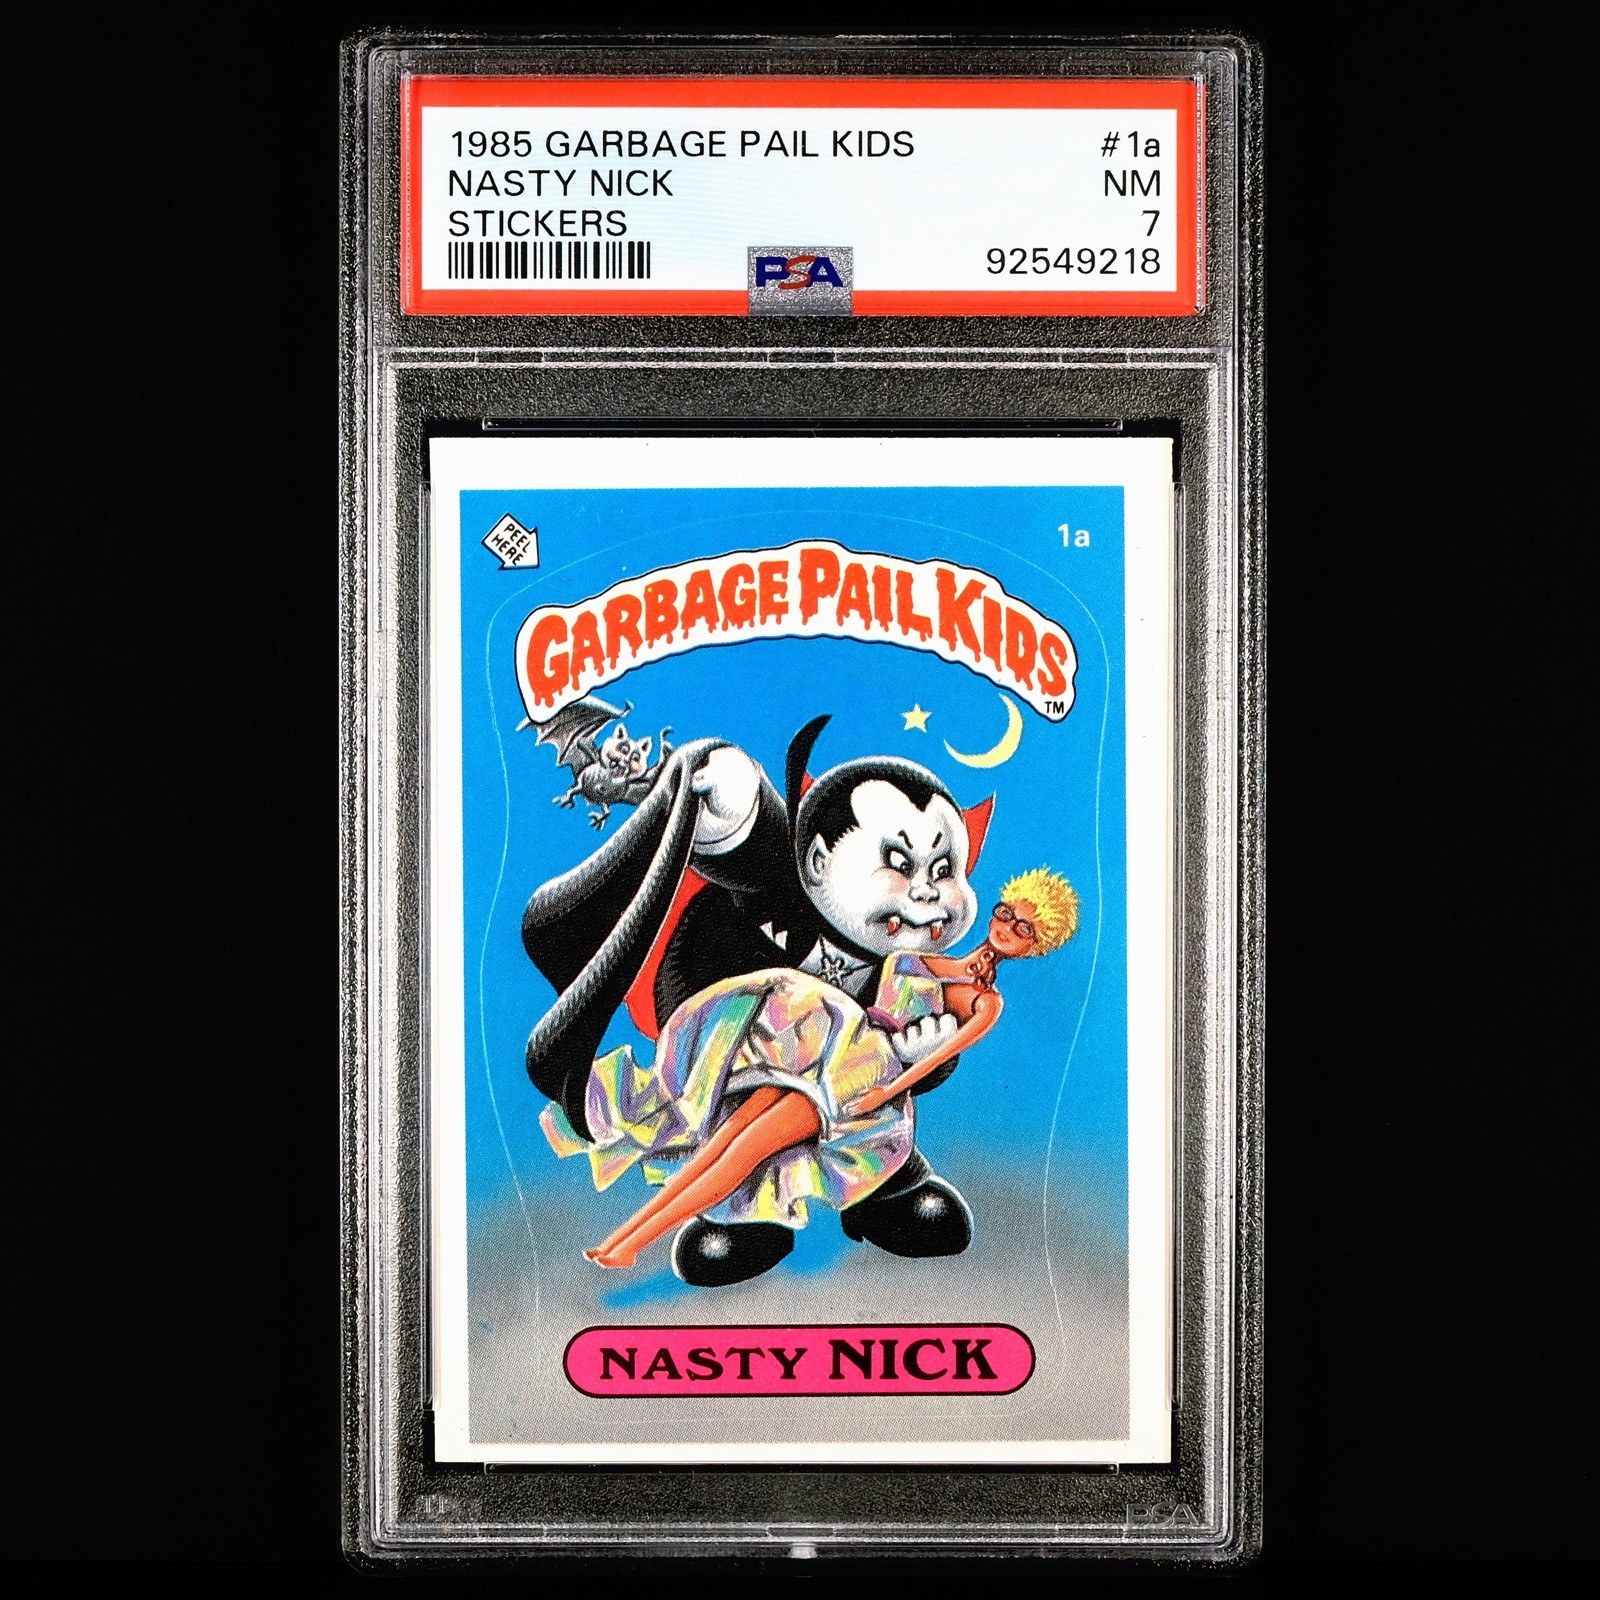 1985 GARBAGE PAIL KIDS #1a
NASTY NICK NM
STICKERS 7
92549218
PSA
PEEL
HERE
1a
GARBAGE PAIL KIDS
TM
NASTY NICK
PSA